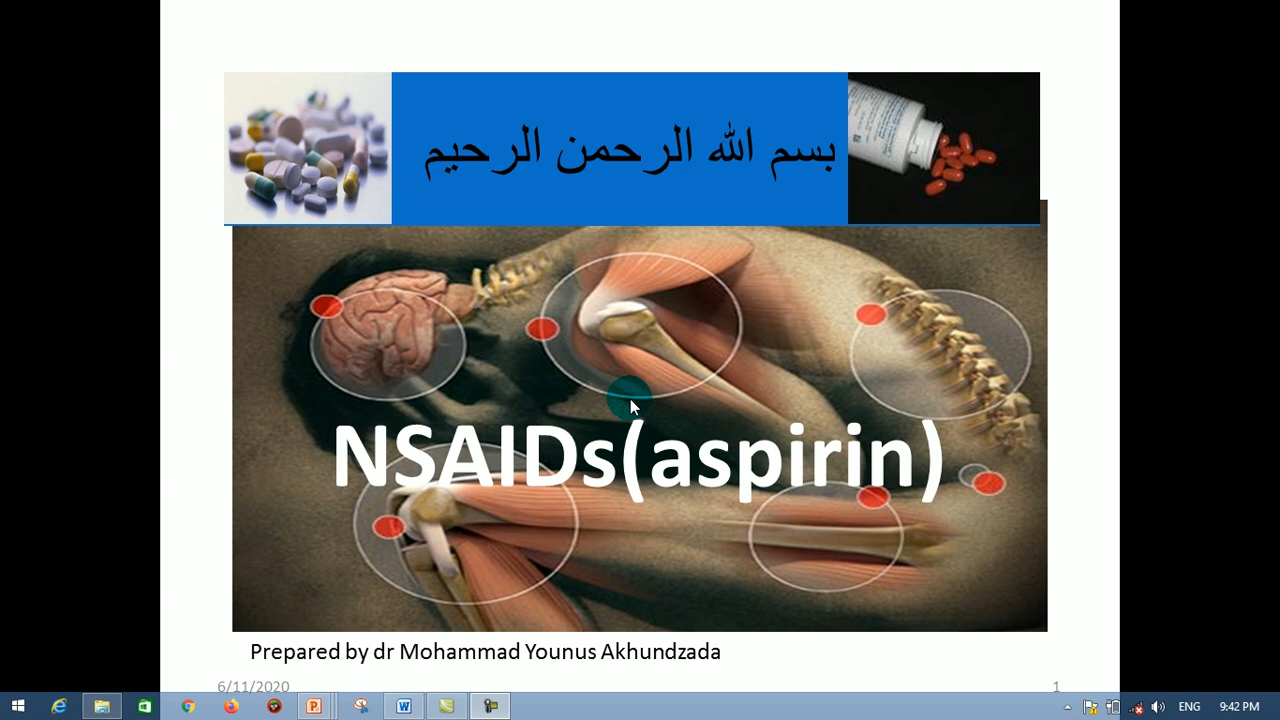 بسم الله الرحمن الرحيم
NSAIDs(aspirin)
Prepared by dr Mohammad Younus Akhundzada
6/11/2020
1
ENG
9:42 PM